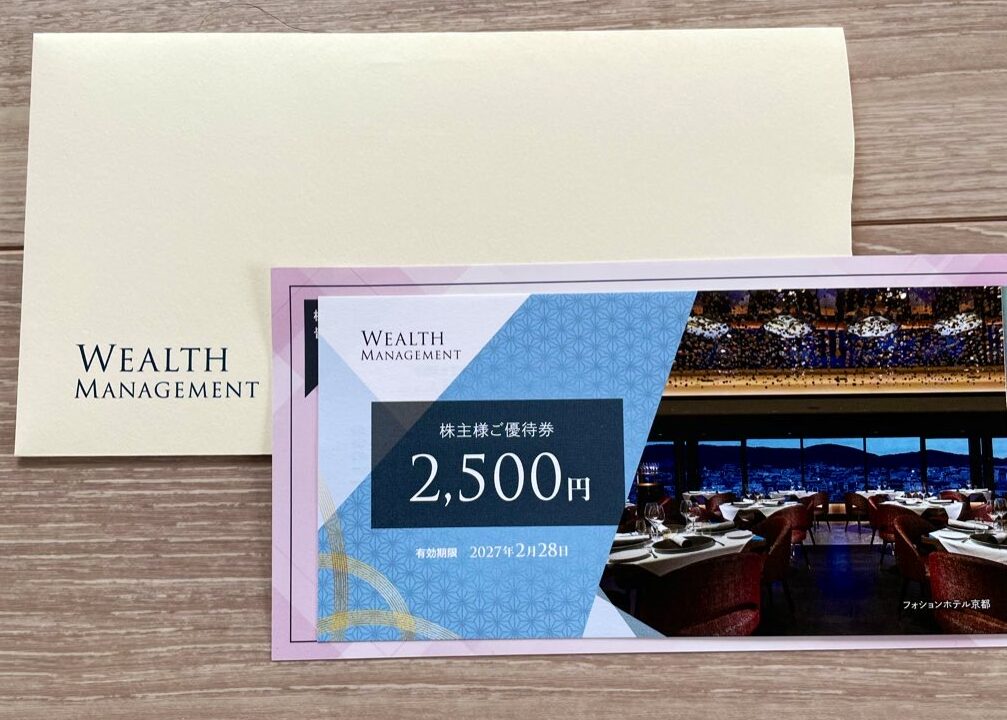 WEALTH
MANAGEMENT
WEALTH
MANAGEMENT
株主様ご優待券
2,500円
有効期限 2027年2月28日
フォションホテル京都